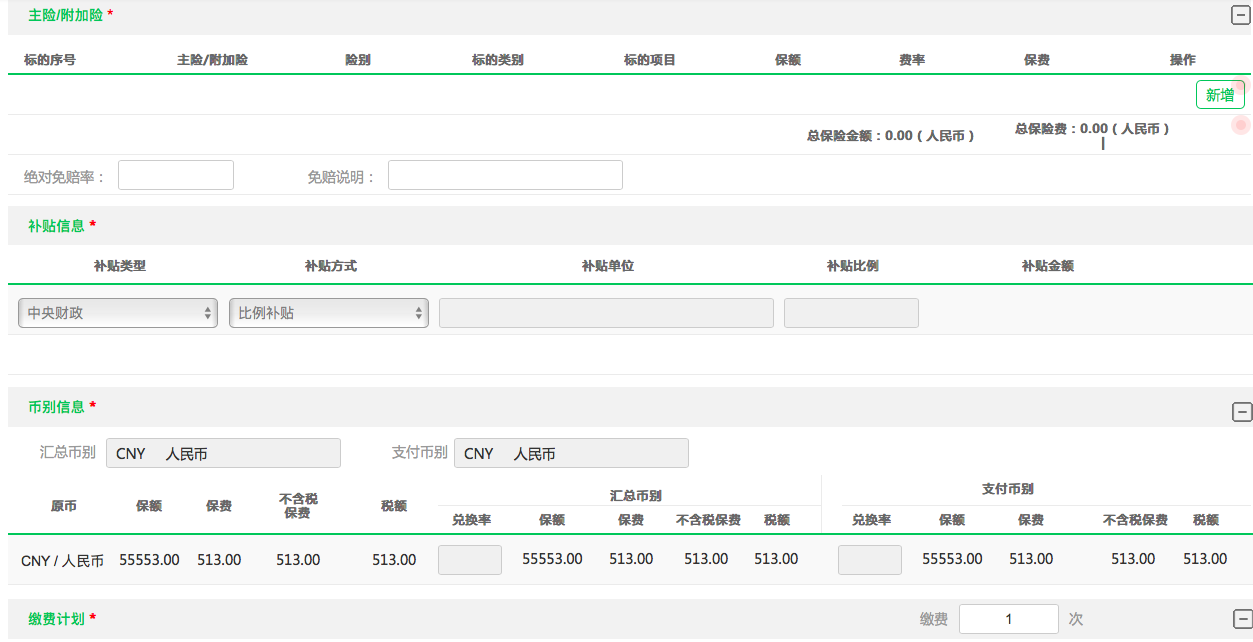 主险/附加险 *
标的序号 主险/附加险 险别 标的类别 标的项目 保额 费率 保费 操作
新增
总保险金额：0.00 ( 人民币 ) 总保险费：0.00 ( 人民币 )
绝对免赔率： 免赔说明：
补贴信息 *
补贴类型 补贴方式 补贴单位 补贴比例 补贴金额
中央财政 比例补贴
币别信息 *
汇总币别 CNY 人民币 支付币别 CNY 人民币
汇总币别 支付币别
原币 保额 保费 不含税
保费 税额 兑换率 保额 保费 不含税保费 税额 兑换率 保额 保费 不含税保费 税额
CNY / 人民币 55553.00 513.00 513.00 513.00 55553.00 513.00 513.00 513.00 55553.00 513.00 513.00 513.00
缴费计划 * 缴费 1 次